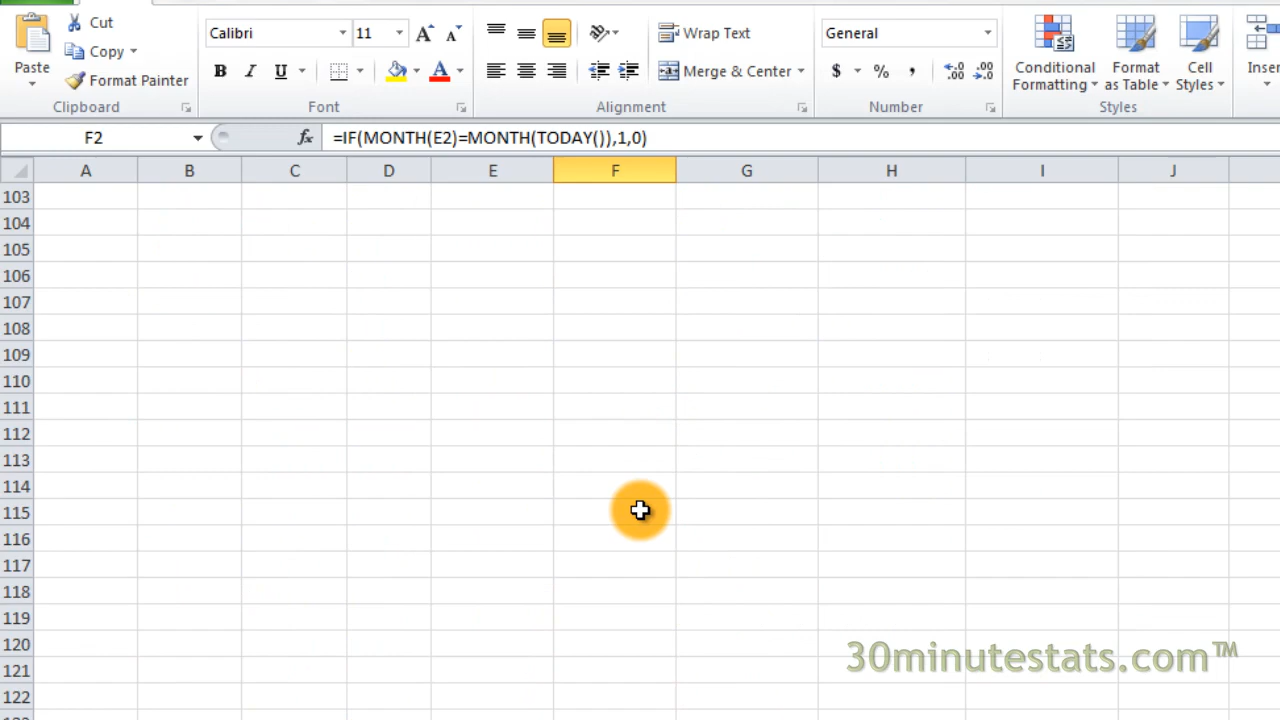 Cut
Copy
Format Painter
Paste
Clipboard
Calibri
11
A A
B I U
A
Font
Wrap Text
Merge & Center
Alignment
General
$ % , .00 .00
Number
Conditional Formatting
Format as Table
Cell Styles
Styles
Inser
F2
fx
=IF(MONTH(E2)=MONTH(TODAY()),1,0)
A B C D E F G H I J
103
104
105
106
107
108
109
110
111
112
113
114
115
116
117
118
119
120
121
122
30minutestats.com™